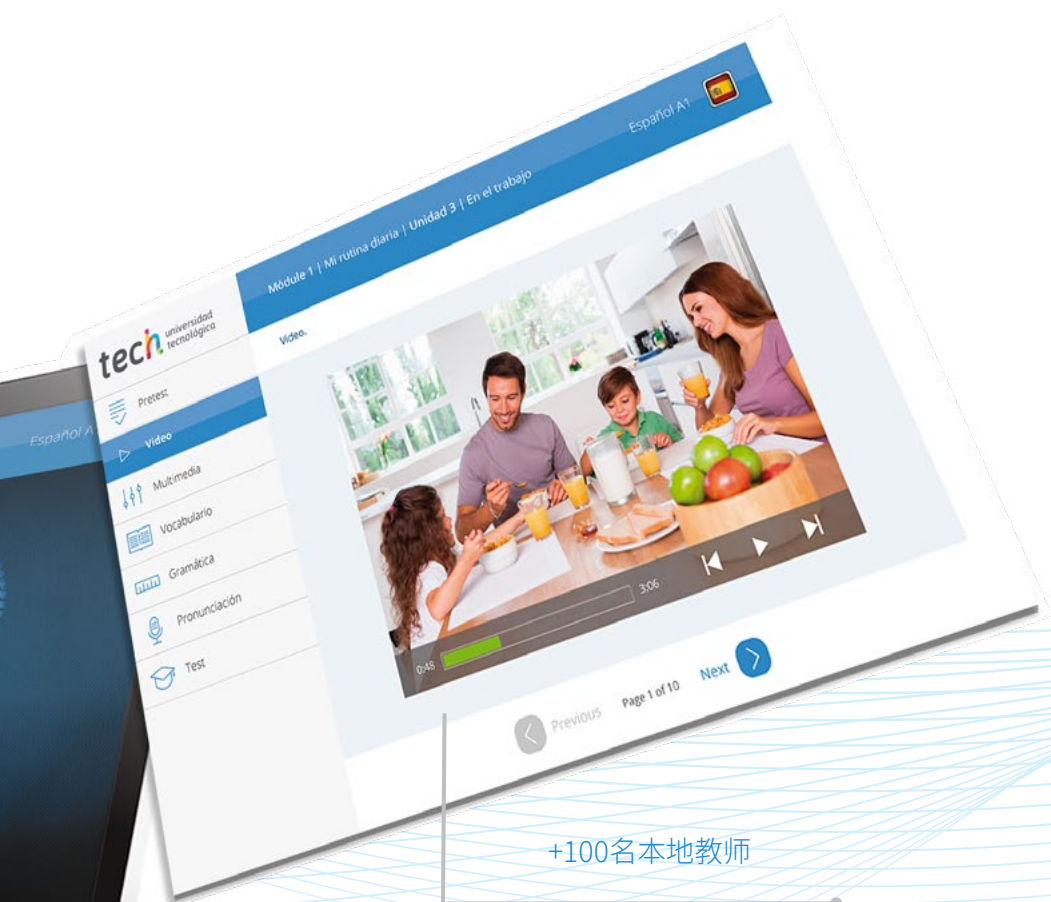 Español A1
Módule 1 | Mi rutina diaria | Unidad 3 | En el trabajo
tech universidad
tecnológica
Video.
Pretest
Video
Multimedia
Vocabulario
Gramática
Pronunciación
Test
Español A
0:48
3:06
Previous
Page 1 of 10
Next
+100名本地教师